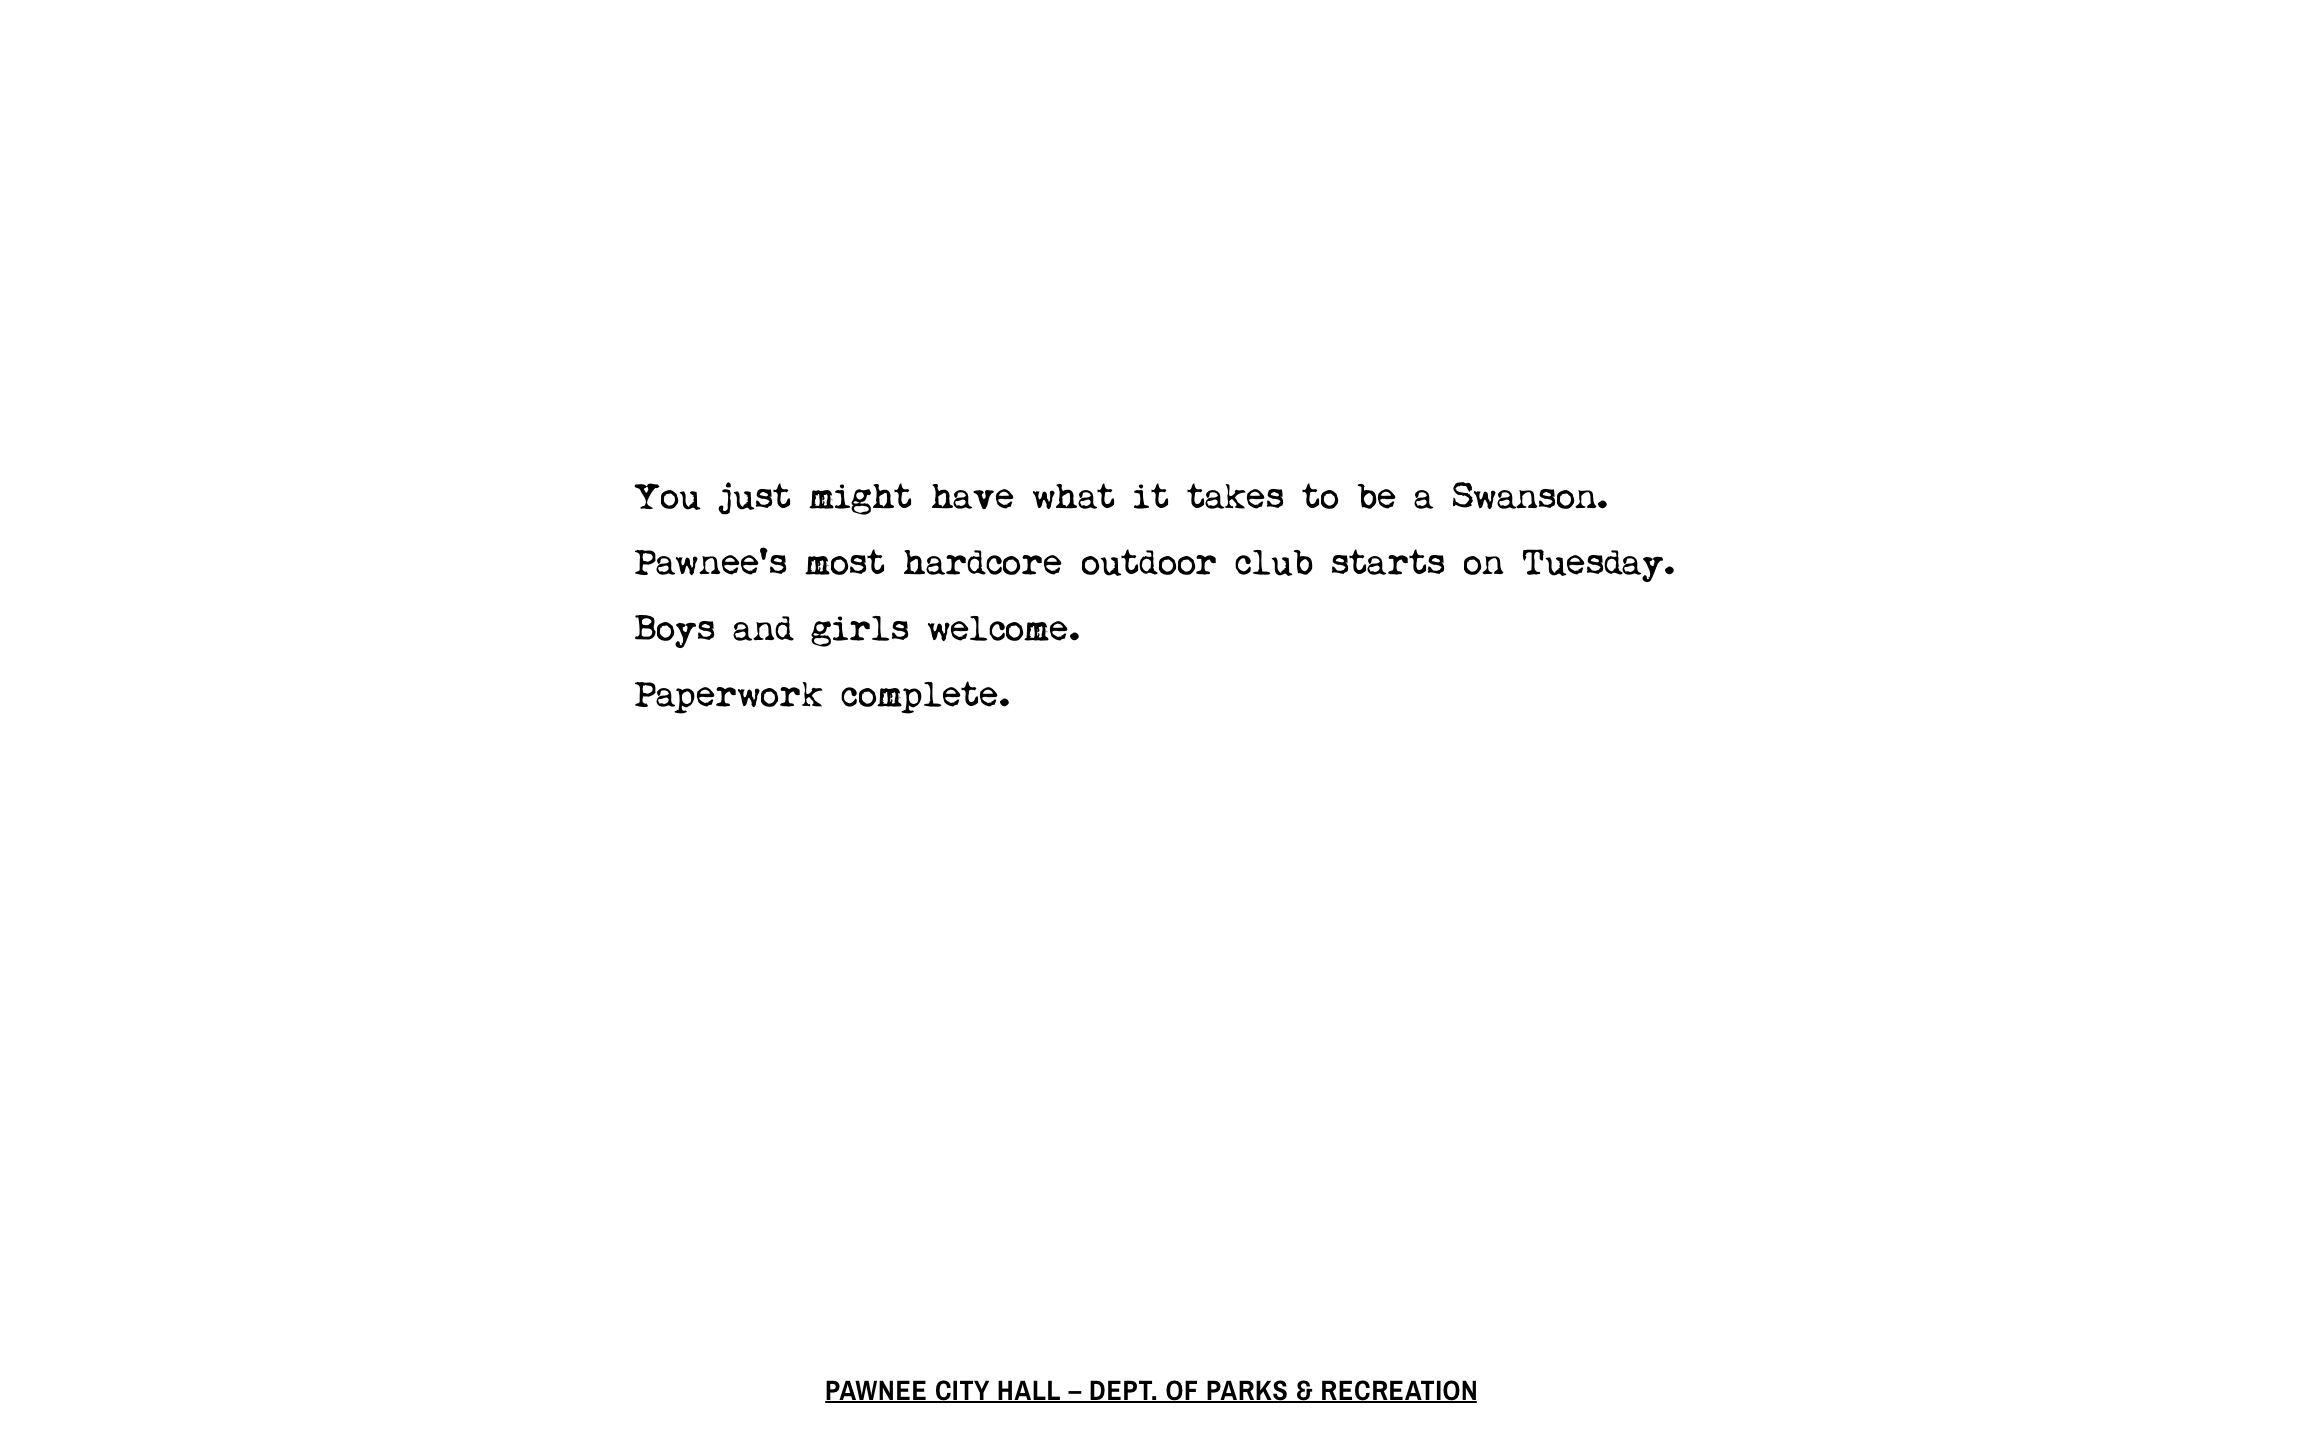 You just might have what it takes to be a Swanson.
Pawnee's most hardcore outdoor club starts on Tuesday.
Boys and girls welcome.
Paperwork complete.
PAWNEE CITY HALL – DEPT. OF PARKS & RECREATION